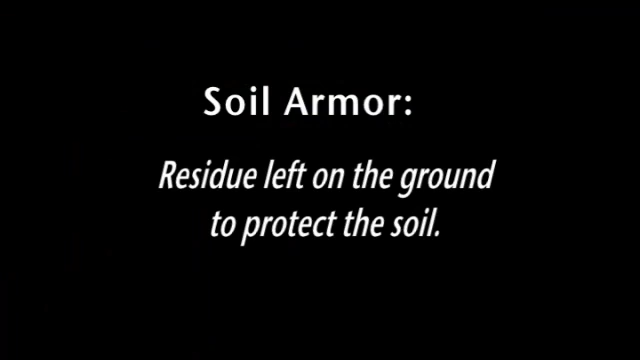 Soil Armor:
Residue left on the ground
to protect the soil.